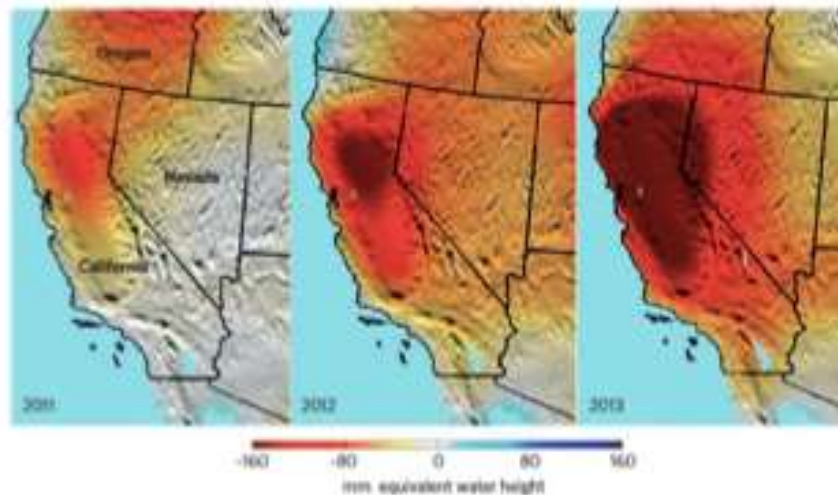 Oregon
Nevada
California
2011
2012
2013
-160 -80 0 80 160
mm equivalent water height